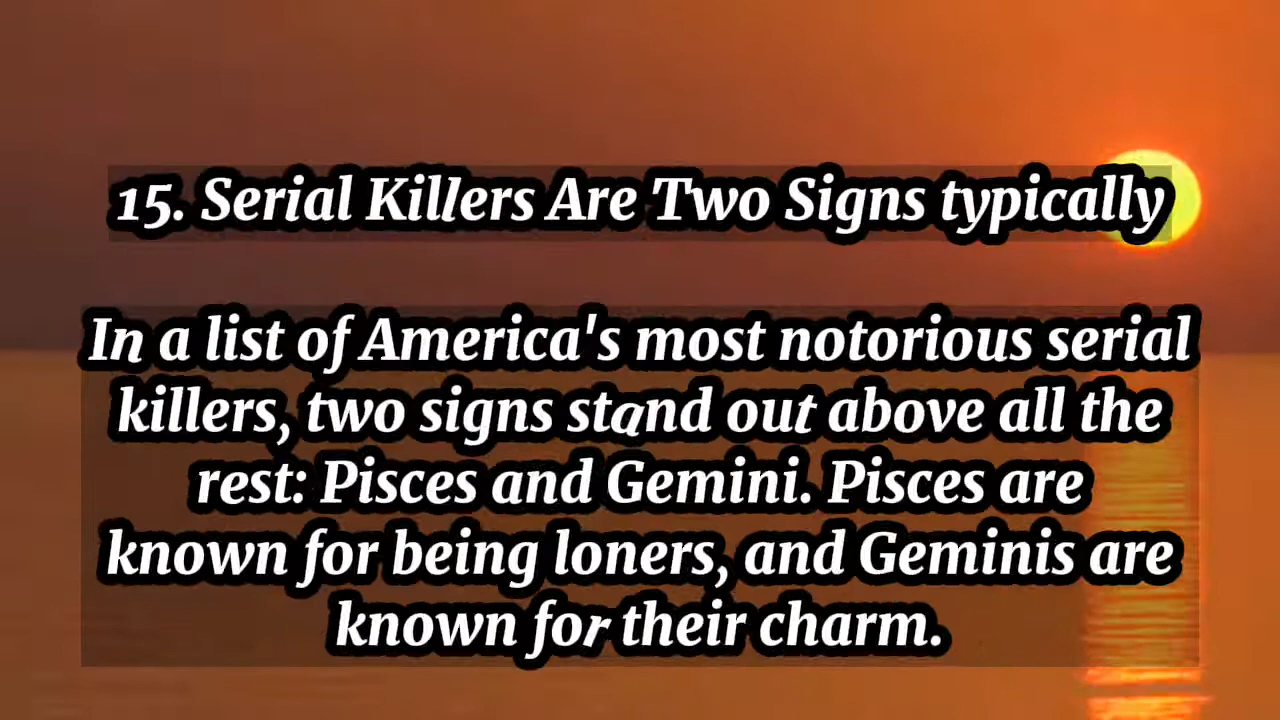 15. Serial Killers Are Two Signs typically
In a list of America's most notorious serial
killers, two signs stand out above all the
rest: Pisces and Gemini. Pisces are
known for being loners, and Geminis are
known for their charm.